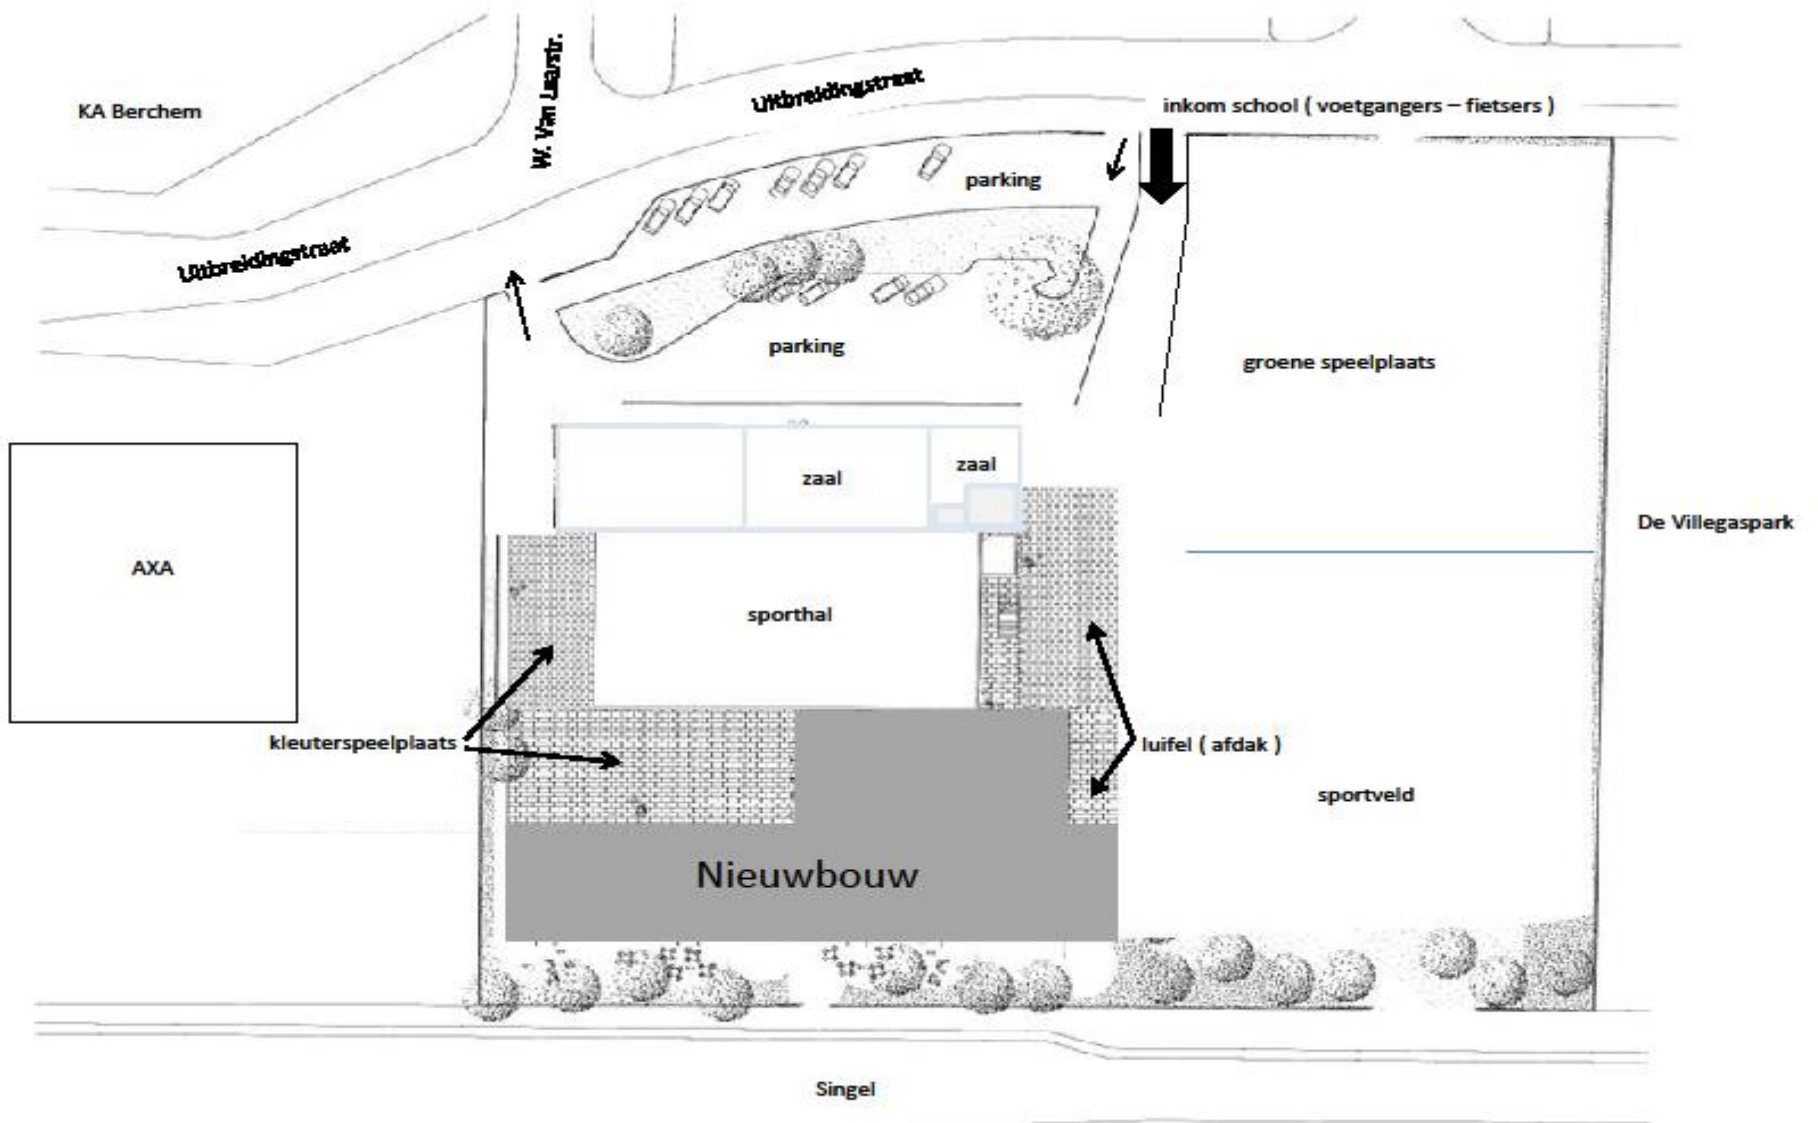 W. Van Laarstr.
Uitbreidingstraat
KA Berchem
inkom school ( voetgangers – fietsers )
parking
Uitbreidingstraat
parking
groene speelplaats
zaal
zaal
De Villegaspark
AXA
sporthal
kleuterspeelplaats
luifel ( afdak )
sportveld
Nieuwbouw
Singel